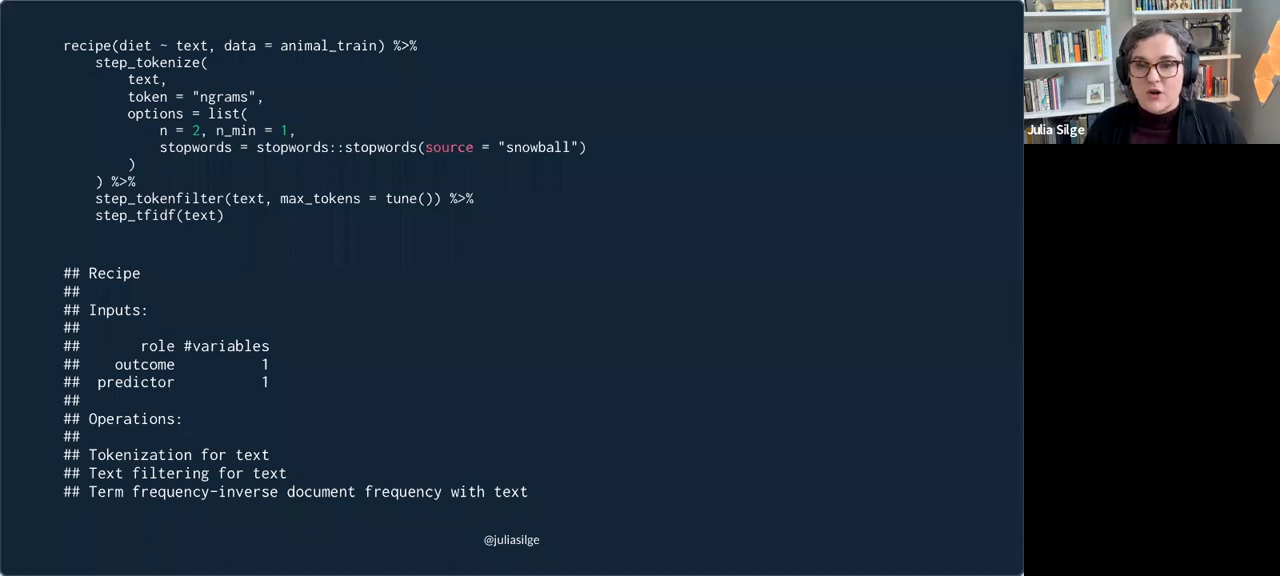 recipe(diet ~ text, data = animal_train) %>%
    step_tokenize(
        text,
        token = "ngrams",
        options = list(
            n = 2, n_min = 1,
            stopwords = stopwords::stopwords(source = "snowball")
        )
    ) %>%
    step_tokenfilter(text, max_tokens = tune()) %>%
    step_tfidf(text)
## Recipe
##
## Inputs:
##
##       role #variables
##    outcome          1
##  predictor          1
##
## Operations:
##
## Tokenization for text
## Text filtering for text
## Term frequency-inverse document frequency with text
@juliasilge
Julia Silge